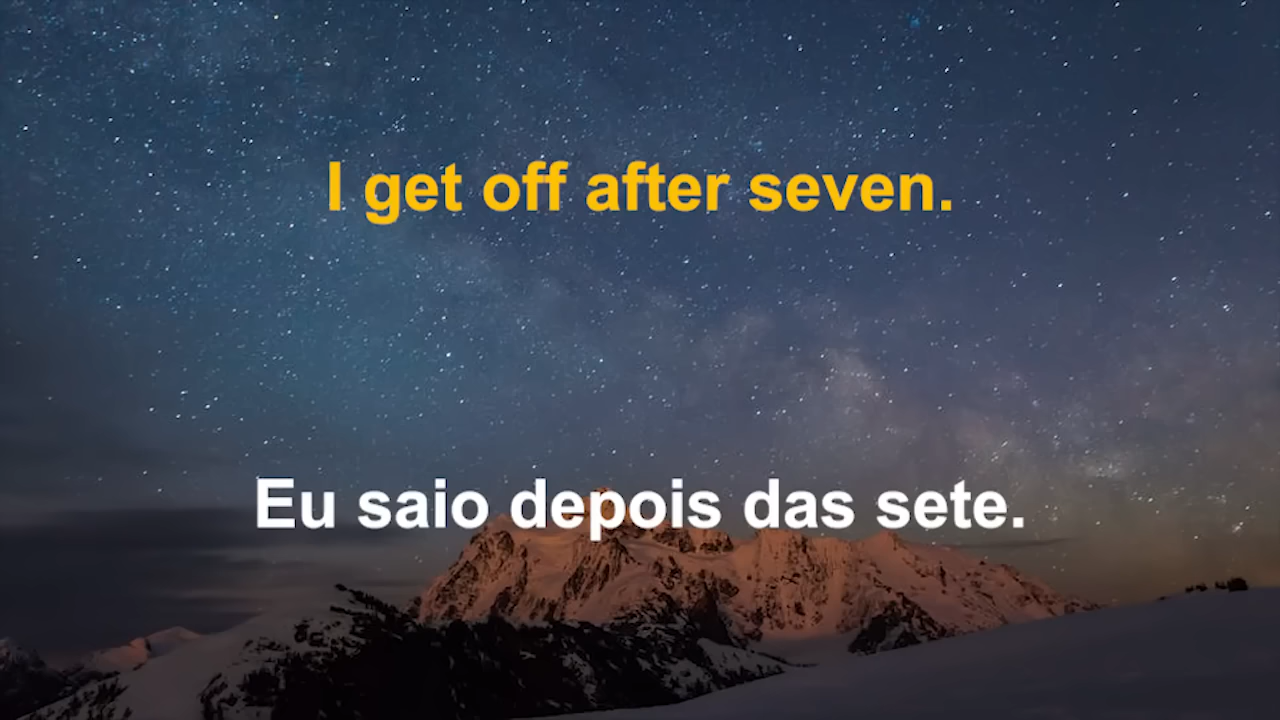 I get off after seven.
Eu saio depois das sete.